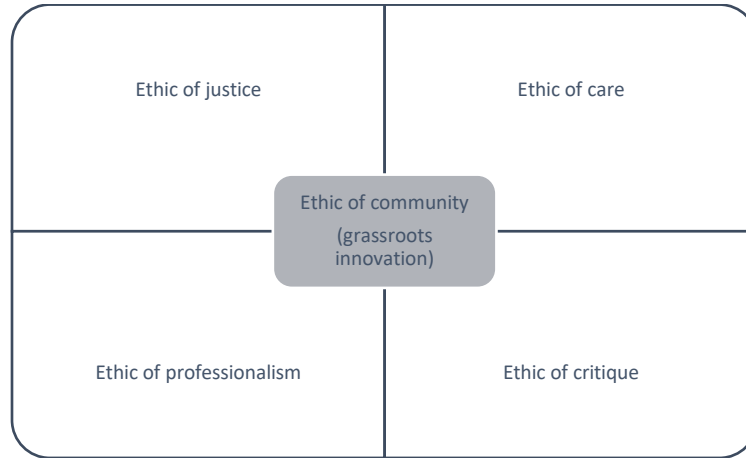 Ethic of justice
Ethic of care
Ethic of community
(grassroots
innovation)
Ethic of professionalism
Ethic of critique